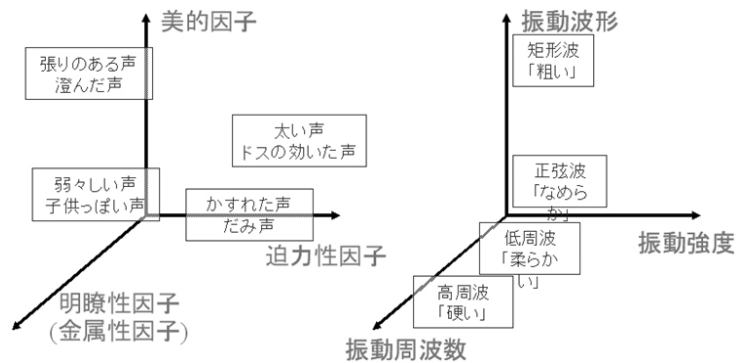 美的因子
張りのある声
澄んだ声
太い声
ドスの効いた声
弱々しい声
子供っぽい声
かすれた声
だみ声
迫力性因子
明瞭性因子
(金属性因子)
振動波形
矩形波
「粗い」
正弦波
「なめら
か」
振動強度
低周波
「柔らか
い」
高周波
「硬い」
振動周波数